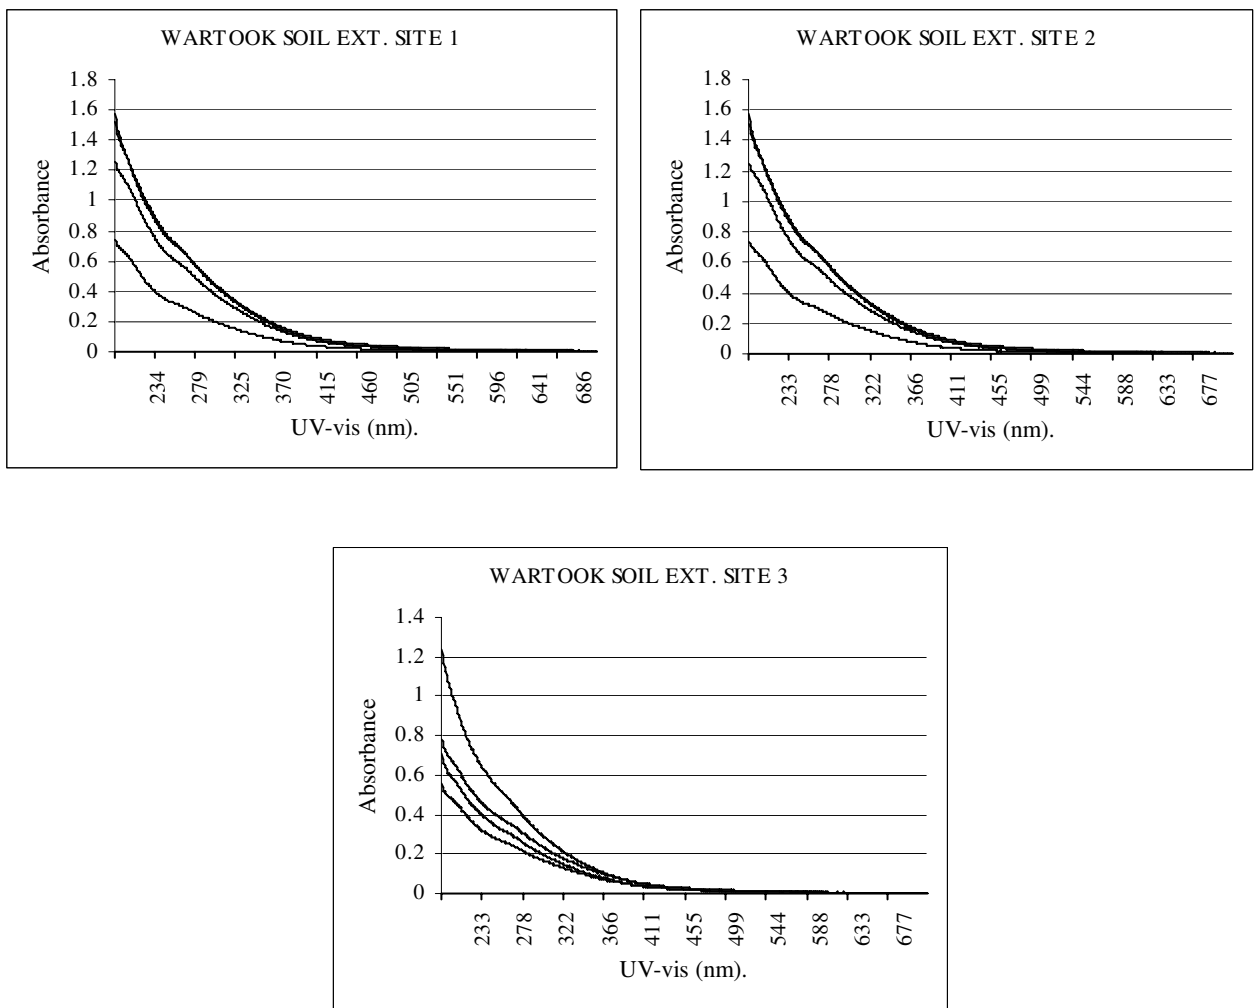 WARTOOK SOIL EXT. SITE 1
1.8
1.6
1.4
1.2
1
0.8
0.6
0.4
0.2
0
Absorbance
234 279 325 370 415 460 505 551 596 641 686
UV-vis (nm).
WARTOOK SOIL EXT. SITE 2
1.8
1.6
1.4
1.2
1
0.8
0.6
0.4
0.2
0
Absorbance
233 278 322 366 411 455 499 544 588 633 677
UV-vis (nm).
WARTOOK SOIL EXT. SITE 3
1.4
1.2
1
0.8
0.6
0.4
0.2
0
Absorbance
233 278 322 366 411 455 499 544 588 633 677
UV-vis (nm).